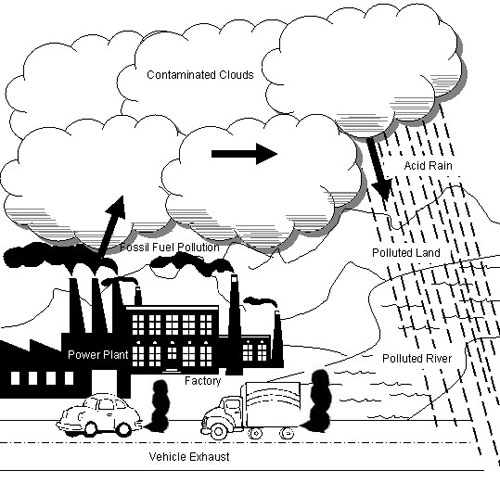 Contaminated Clouds
Acid Rain
Fossil Fuel Pollution
Polluted Land
Power Plant
Polluted River
Factory
Vehicle Exhaust